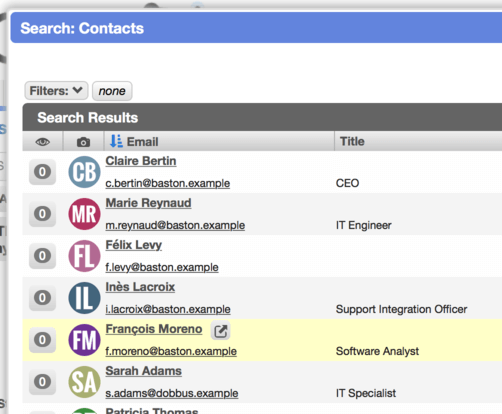 Search: Contacts
Filters: none
Search Results
Email Title
CB Claire Bertin
0 c.bertin@baston.example CEO
MR Marie Reynaud
0 m.reynaud@baston.example IT Engineer
FL Félix Levy
0 f.levy@baston.example
IL Inès Lacroix
0 i.lacroix@baston.example Support Integration Officer
FM François Moreno
0 f.moreno@baston.example Software Analyst
SA Sarah Adams
0 s.adams@dobbus.example IT Specialist
Patricia Thomas